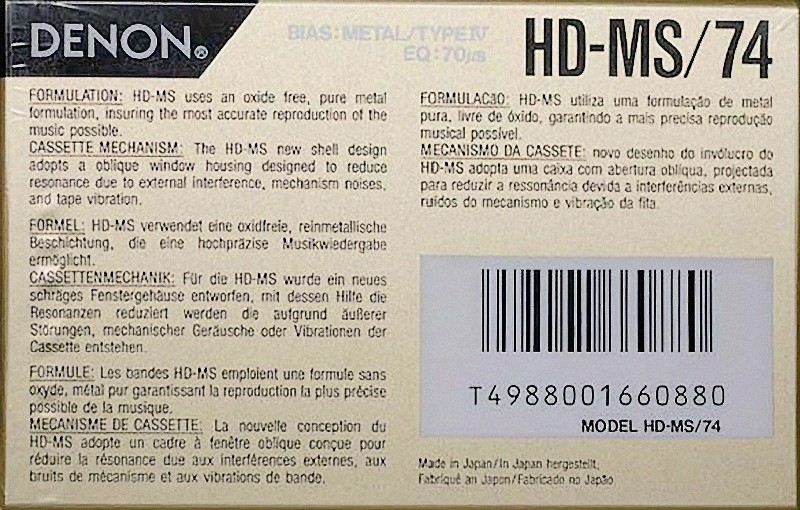 DENON®
BIAS: METAL/TYPE IV
EQ: 70μs
HD-MS/74
FORMULATION: HD-MS uses an oxide free, pure metal
formulation, insuring the most accurate reproduction of the
music possible.
CASSETTE MECHANISM: The HD-MS new shell design
adopts a oblique window housing designed to reduce
resonance due to external interference, mechanism noises,
and tape vibration.
FORMEL: HD-MS verwendet eine oxidfreie, reinmetallische
Beschichtung, die eine hochpräzise Musikwiedergabe
ermöglicht.
CASSETTENMECHANIK: Für die HD-MS wurde ein neues
schräges Fenstergehäuse entworfen, mit dessen Hilfe die
Resonanzen reduziert werden die aufgrund äußerer
Störungen, mechanischer Geräusche oder Vibrationen der
Cassette entstehen.
FORMULE: Les bandes HD-MS emploient une formule sans
oxyde, métal pur garantissant la reproduction la plus précise
possible de la musique.
MECANISME DE CASSETTE: La nouvelle conception du
HD-MS adopte un cadre à fenêtre oblique conçue pour
réduire la résonance due aux interférences externes, aux
bruits de mécanisme et aux vibrations de bande.
FORMULACãO: HD-MS utiliza uma formulação de metal
pura, livre de óxido, garantindo a mais precisa reprodução
musical possível.
MECANISMO DA CASSETE: novo desenho do invólucro do
HD-MS adopta uma caixa com abertura oblíqua, projectada
para reduzir a ressonância devida a interferências externas,
ruídos do mecanismo e vibração da fita.
T4988001660880
MODEL HD-MS/74
Made in Japan/In Japan hergestellt,
Fabriqué an Japon/Fabricado no Japão